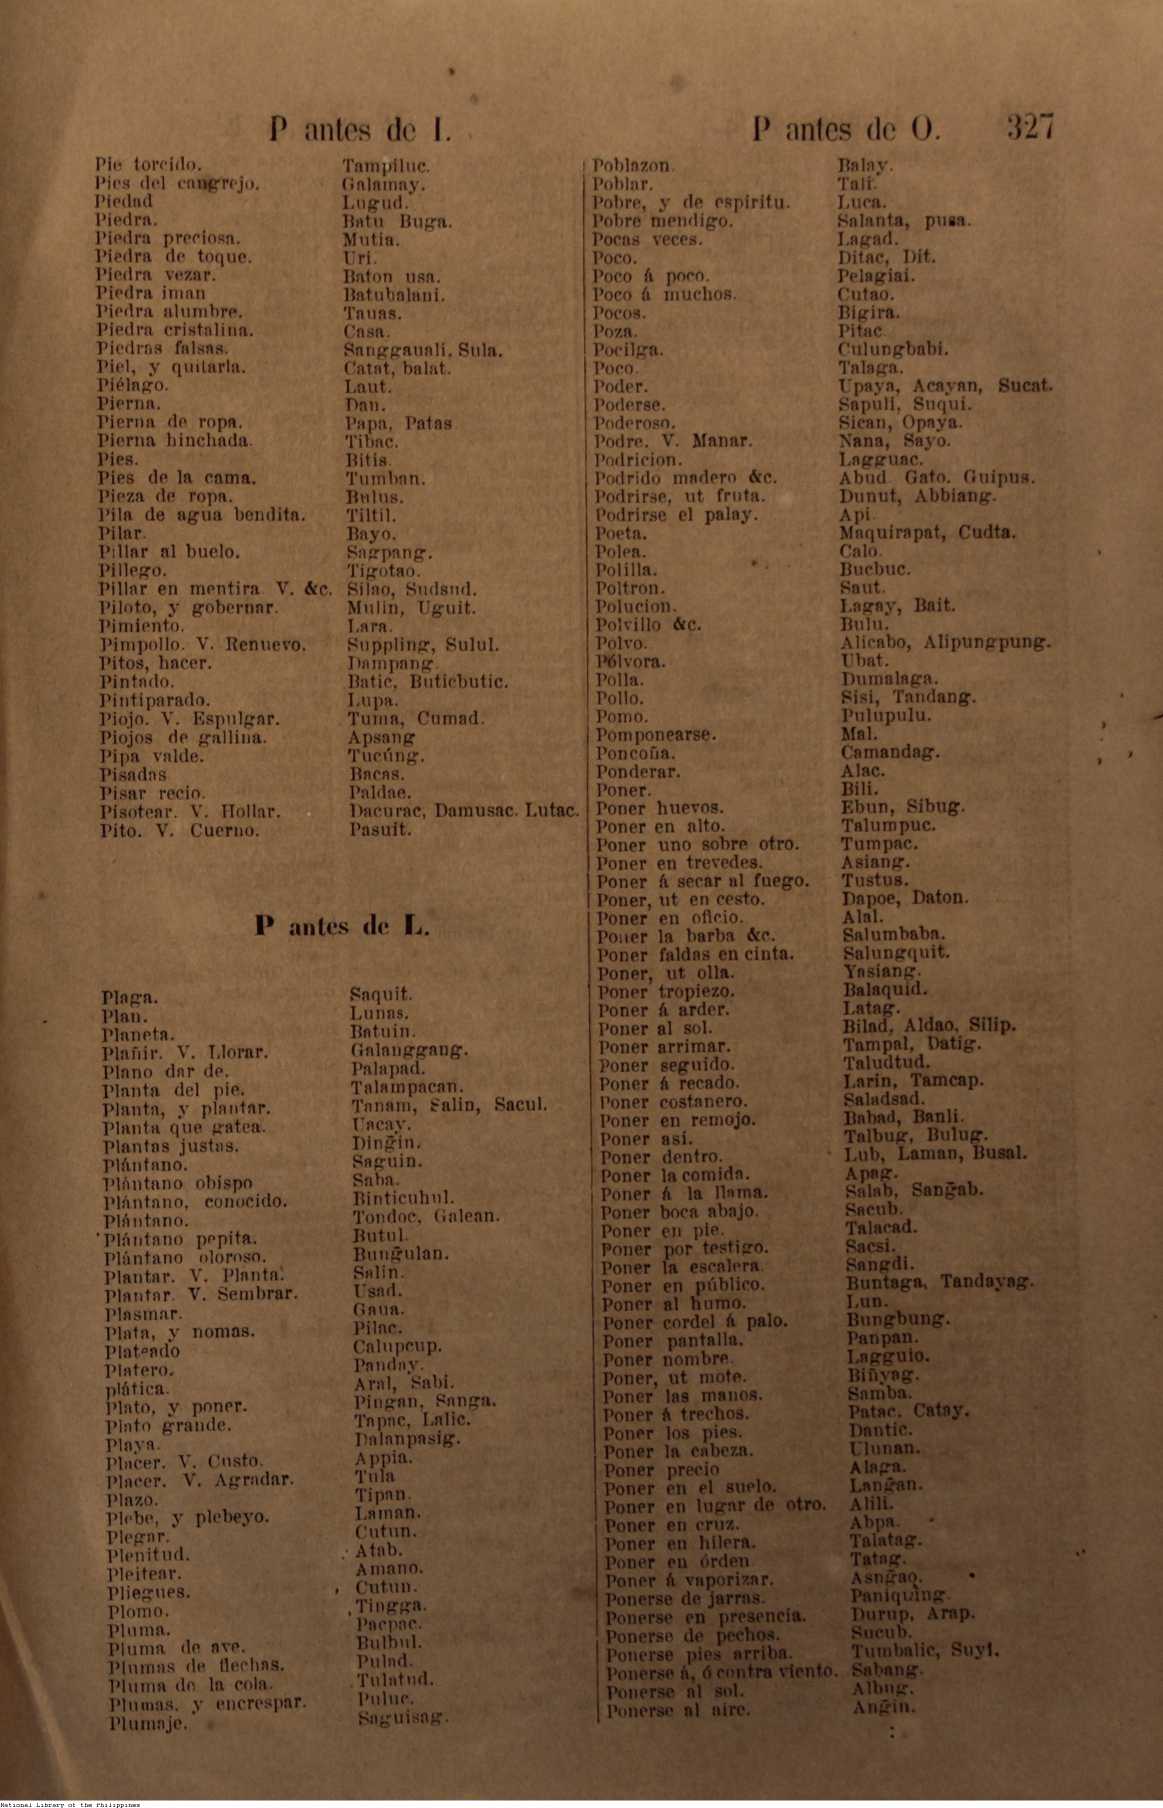 P antes de I.
Pie torcido. Tampiluc.
Pies del cangrejo. Galamay.
Piedad Lugud.
Piedra. Batu Buga.
Piedra preciosa. Mutia.
Piedra de toque. Uri.
Piedra vezar. Baton usa.
Piedra iman Batubalani.
Piedra alumbre. Tauas.
Piedra cristalina. Casa.
Piedras falsas. Sanggauali, Sula.
Piel, y quitarla. Catat, balat.
Piélago. Laut.
Pierna. Dan.
Pierna de ropa. Papa, Patas
Pierna hinchada. Tibac.
Pies. Bitis.
Pies de la cama. Tumban.
Pieza de ropa. Balus.
Pila de agua bendita. Tiltil.
Pilar. Bayo.
Pillar al buelo. Sagpang.
Pillego. Tigotao.
Pillar en mentira. V. &c. Silao, Sudsud.
Piloto, y gobernar. Mulin, Uguit.
Pimiento. Lara.
Pimpollo. V. Renuevo. Suppling, Sulul.
Pitos, hacer. Dampang.
Pintado. Batic, Buticbutic.
Pintiparado. Lupa.
Piojo. V. Espulgar. Tuma, Cumad.
Piojos de gallina. Apsang
Pipa valde. Tucúng.
Pisadas Bacas.
Pisar recio. Paldac.
Pisotear. V. Hollar. Dacurac, Damusac. Lutac.
Pito. V. Cuerno. Pasuit.
P antes de L.
Plaga. Saquit.
Plan. Lunas.
Planeta. Batuin.
Plañir. V. Llorar. Galanggang.
Plano dar de. Palapad.
Planta del pie. Talampacan.
Planta, y plantar. Tanam, Salin, Sacul.
Planta que gatea. Uacay.
Plantas justas. Dingin.
Plántano. Saguin.
Plántano obispo Saba.
Plántano, conocido. Binticuhul.
Plántano. Tondoc, Galean.
Plántano pepita. Butul.
Plántano oloroso. Bungulan.
Plantar. V. Planta. Salin.
Plantar. V. Sembrar. Usad.
Plasmar. Gaua.
Plata, y nomas. Pilac.
Plateado Calupcup.
Platero. Panday.
plática. Aral, Sabi.
Plato, y poner. Pingan, Sanga.
Plato grande. Tapac, Lalic.
Playa. Dalanpasig.
Placer. V. Custo. Appia.
Placer. V. Agradar. Tula
Plazo. Tipan.
Plebe, y plebeyo. Laman.
Plegar. Cutun.
Plenitud. Atab.
Pleitear. Amano.
Pliegues. Cutun.
Plomo. Tingga.
Pluma. Pacpac.
Pluma de ave. Bulbul.
Plumas de flechas. Pulad.
Pluma de la cola. Tulatud.
Plumas, y encrespar. Puluc.
Plumaje. Saguisag.
P antes de O. 327
Poblazon. Balay.
Poblar. Tali.
Pobre, y de espiritu. Luca.
Pobre mendigo. Salanta, pusa.
Pocas veces. Lagad.
Poco. Ditac, Dit.
Poco á poco. Pelagiai.
Poco á muchos. Cutao.
Pocos. Bigira.
Poza. Pitac
Pocilga. Culungbabi.
Poco. Talaga.
Poder. Upaya, Acayan, Sucat.
Poderse. Sapuli, Suqui.
Poderoso. Sican, Opaya.
Podre. V. Manar. Nana, Sayo.
Podricion. Lagguac.
Podrido madero &c. Abud Gato. Guipus.
Podrirse, ut fruta. Dunut, Abbiang.
Podrirse el palay. Api.
Poeta. Maquirapat, Cudta.
Polea. Calo.
Polilla. Bucbuc.
Poltron. Saut.
Polucion. Lagay, Bait.
Polvillo &c. Bulu.
Polvo. Alicabo, Alipungpung.
Pólvora. Ubat.
Polla. Dumalaga.
Pollo. Sisi, Tandang.
Pomo. Pulupulu.
Pomponearse. Mal.
Poncoña. Camandag.
Ponderar. Alac.
Poner. Bili.
Poner huevos. Ebun, Sibug.
Poner en alto. Talumpuc.
Poner uno sobre otro. Tumpac.
Poner en trevedes. Asiang.
Poner á secar al fuego. Tustus.
Poner, ut en cesto. Dapoe, Daton.
Poner en oficio. Alal.
Poner la barba &c. Salumbaba.
Poner faldas en cinta. Salungquit.
Poner, ut olla. Yasiang.
Poner tropiezo. Balaquid.
Poner á arder. Latag.
Poner al sol. Bilad, Aldao, Silip.
Poner arrimar. Tampal, Datig.
Poner seguido. Taludtud.
Poner á recado. Larin, Tamcap.
Poner costanero. Saladsad.
Poner en remojo. Babad, Banli.
Poner asi. Talbug, Bulug.
Poner dentro. Lub, Laman, Busal.
Poner la comida. Apag.
Poner á la llama. Salab, Sangab.
Poner boca abajo. Sacub.
Poner en pie. Talacad.
Poner por testigo. Sacsi.
Poner la escalera. Sangdi.
Poner en público. Buntaga, Tandayag.
Poner al humo. Lun.
Poner cordel á palo. Bungbung.
Poner pantalla. Panpan.
Poner nombre. Lagguio.
Poner, ut mote. Biñyag.
Poner las manos. Samba.
Poner á trechos. Patac. Catay.
Poner los pies. Dantic.
Poner la cabeza. Ulunan.
Poner precio Alaga.
Poner en el suelo. Langan.
Poner en lugar de otro. Alili.
Poner en cruz. Abpa.
Poner en hilera. Talatag.
Poner en órden Tatag.
Poner á vaporizar. Asngao.
Ponerse de jarras. Paniquing.
Ponerse en presencia. Durup, Arap.
Ponerse de pechos. Sucub.
Ponerse pies arriba. Tumbalic, Suyi.
Ponerse á, ó contra viento. Sabang.
Ponerse al sol. Albug.
Ponerse al aire. Angin.
National Library of the Philippines